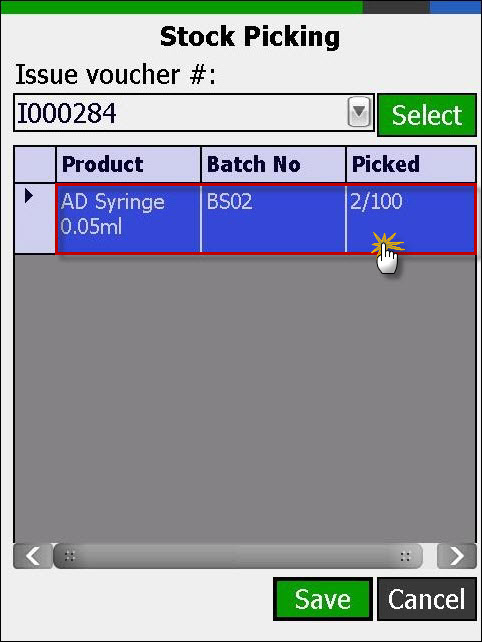 Stock Picking
Issue voucher #:
I000284
Select
Product Batch No Picked
AD Syringe BS02 2/100
0.05ml
Save Cancel